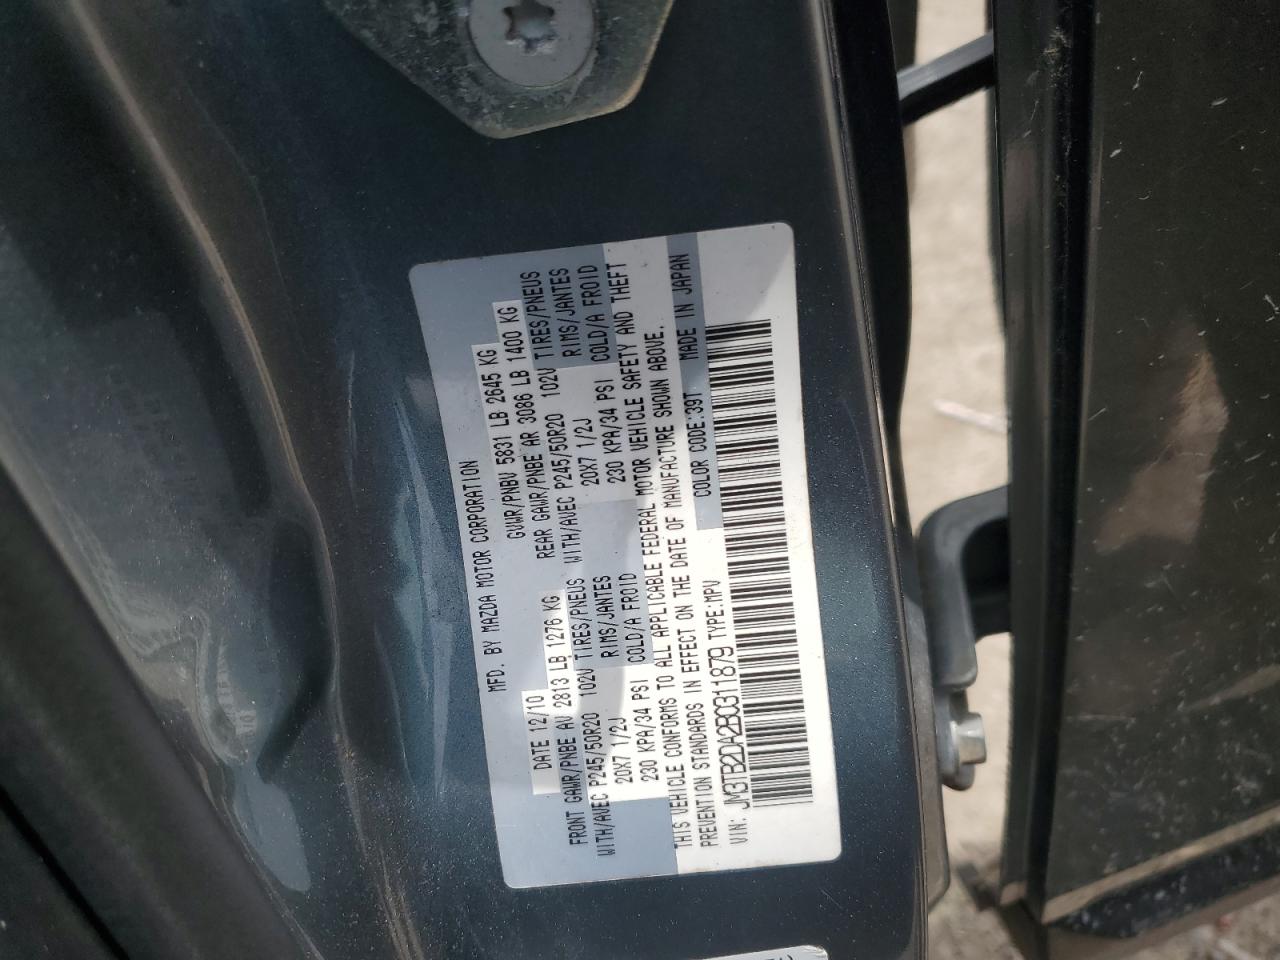 MFD. BY MAZDA MOTOR CORPORATION
DATE 12/10 GVWR/PNBV 5831 LB 2645 KG
FRONT GAWR/PNBE AV 2813 LB 1276 KG REAR GAWR/PNBE AR 3086 LB 1400 KG
WITH/AVEC P245/50R20 102V TIRES/PNEUS WITH/AVEC P245/50R20 102V TIRES/PNEUS
20X7 1/2J RIMS/JANTES 20X7 1/2J RIMS/JANTES
230 KPA/34 PSI COLD/A FROID 230 KPA/34 PSI COLD/A FROID
THIS VEHICLE CONFORMS TO ALL APPLICABLE FEDERAL MOTOR VEHICLE SAFETY AND THEFT
PREVENTION STANDARDS IN EFFECT ON THE DATE OF MANUFACTURE SHOWN ABOVE.
VIN: JM3TB2DA2B0311879 TYPE:MPV COLOR CODE:39T MADE IN JAPAN